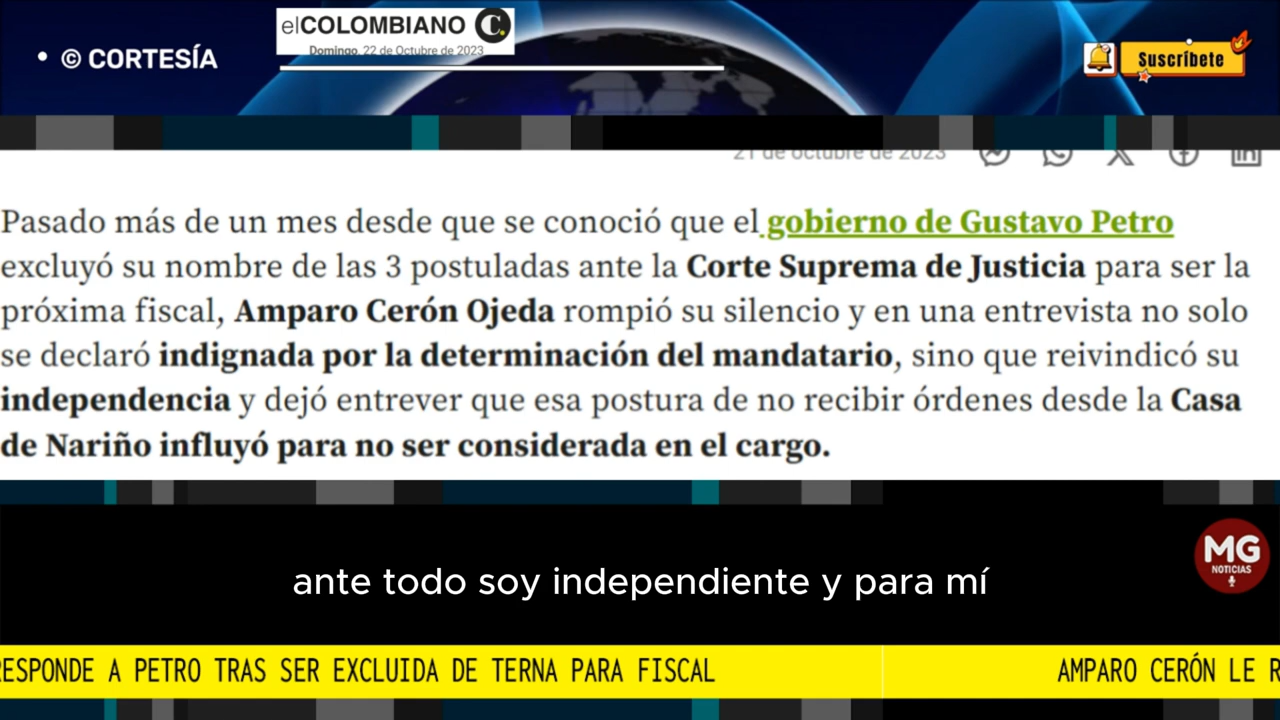 elCOLOMBIANO C.
Domingo, 22 de Octubre de 2023
• © CORTESÍA
Suscríbete
21 de octubre de 2023
Pasado más de un mes desde que se conoció que el gobierno de Gustavo Petro
excluyó su nombre de las 3 postuladas ante la Corte Suprema de Justicia para ser la
próxima fiscal, Amparo Cerón Ojeda rompió su silencio y en una entrevista no solo
se declaró indignada por la determinación del mandatario, sino que reivindicó su
independencia y dejó entrever que esa postura de no recibir órdenes desde la Casa
de Nariño influyó para no ser considerada en el cargo.
MG
NOTICIAS
ante todo soy independiente y para mí
RESPONDE A PETRO TRAS SER EXCLUIDA DE TERNA PARA FISCAL AMPARO CERÓN LE R